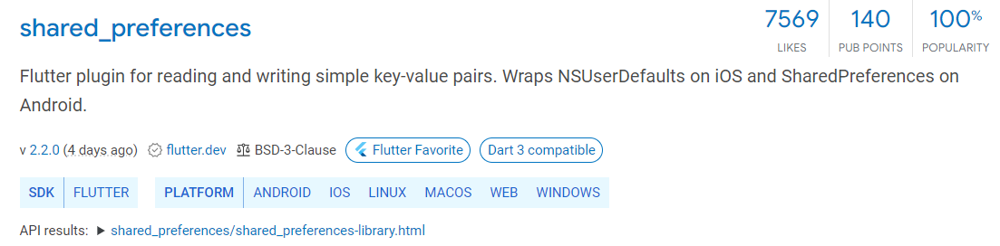 shared_preferences
7569 140 100%
LIKES PUB POINTS POPULARITY
Flutter plugin for reading and writing simple key-value pairs. Wraps NSUserDefaults on iOS and SharedPreferences on
Android.
v 2.2.0 (4 days ago) flutter.dev BSD-3-Clause Flutter Favorite Dart 3 compatible
SDK FLUTTER PLATFORM ANDROID IOS LINUX MACOS WEB WINDOWS
API results: ▶ shared_preferences/shared_preferences-library.html